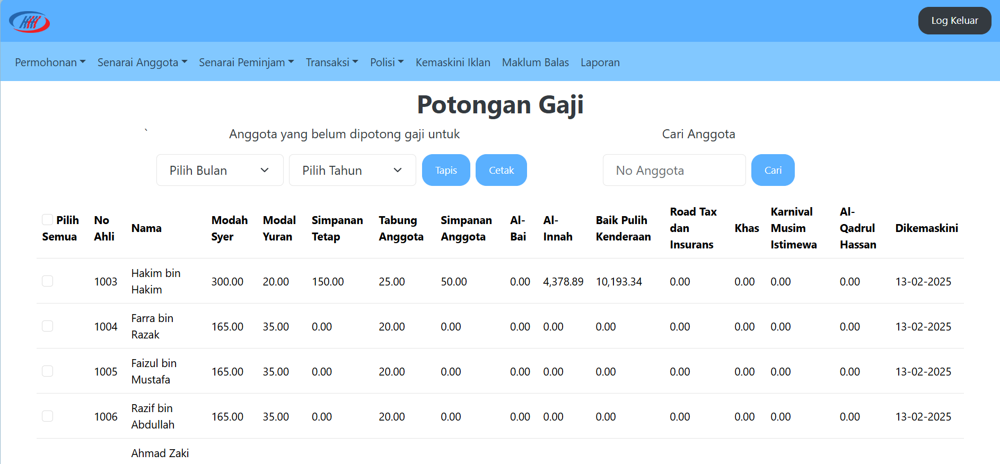 Log Keluar
Permohonan Senarai Anggota Senarai Peminjam Transaksi Polisi Kemaskini Iklan Maklum Balas Laporan
Potongan Gaji
` Anggota yang belum dipotong gaji untuk Cari Anggota
Pilih Bulan Pilih Tahun Tapis Cetak No Anggota Cari
Pilih Semua No Ahli Nama Modah Syer Modal Yuran Simpanan Tetap Tabung Anggota Simpanan Anggota Al-Bai Al-Innah Baik Pulih Kenderaan Road Tax dan Insurans Khas Karnival Musim Istimewa Al-Qadrul Hassan Dikemaskini
1003 Hakim bin Hakim 300.00 20.00 150.00 25.00 50.00 0.00 4,378.89 10,193.34 0.00 0.00 0.00 0.00 13-02-2025
1004 Farra bin Razak 165.00 35.00 0.00 20.00 0.00 0.00 0.00 0.00 0.00 0.00 0.00 0.00 13-02-2025
1005 Faizul bin Mustafa 165.00 35.00 0.00 20.00 0.00 0.00 0.00 0.00 0.00 0.00 0.00 0.00 13-02-2025
1006 Razif bin Abdullah 165.00 35.00 0.00 20.00 0.00 0.00 0.00 0.00 0.00 0.00 0.00 0.00 13-02-2025
Ahmad Zaki